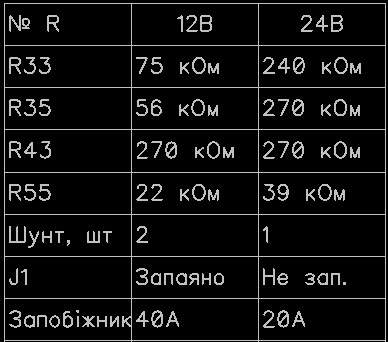 № R 12В 24В
R33 75 кОм 240 кОм
R35 56 кОм 270 кОм
R43 270 кОм 270 кОм
R55 22 кОм 39 кОм
Шунт, шт 2 1
J1 Запаяно Не зап.
Запобіжник 40А 20А